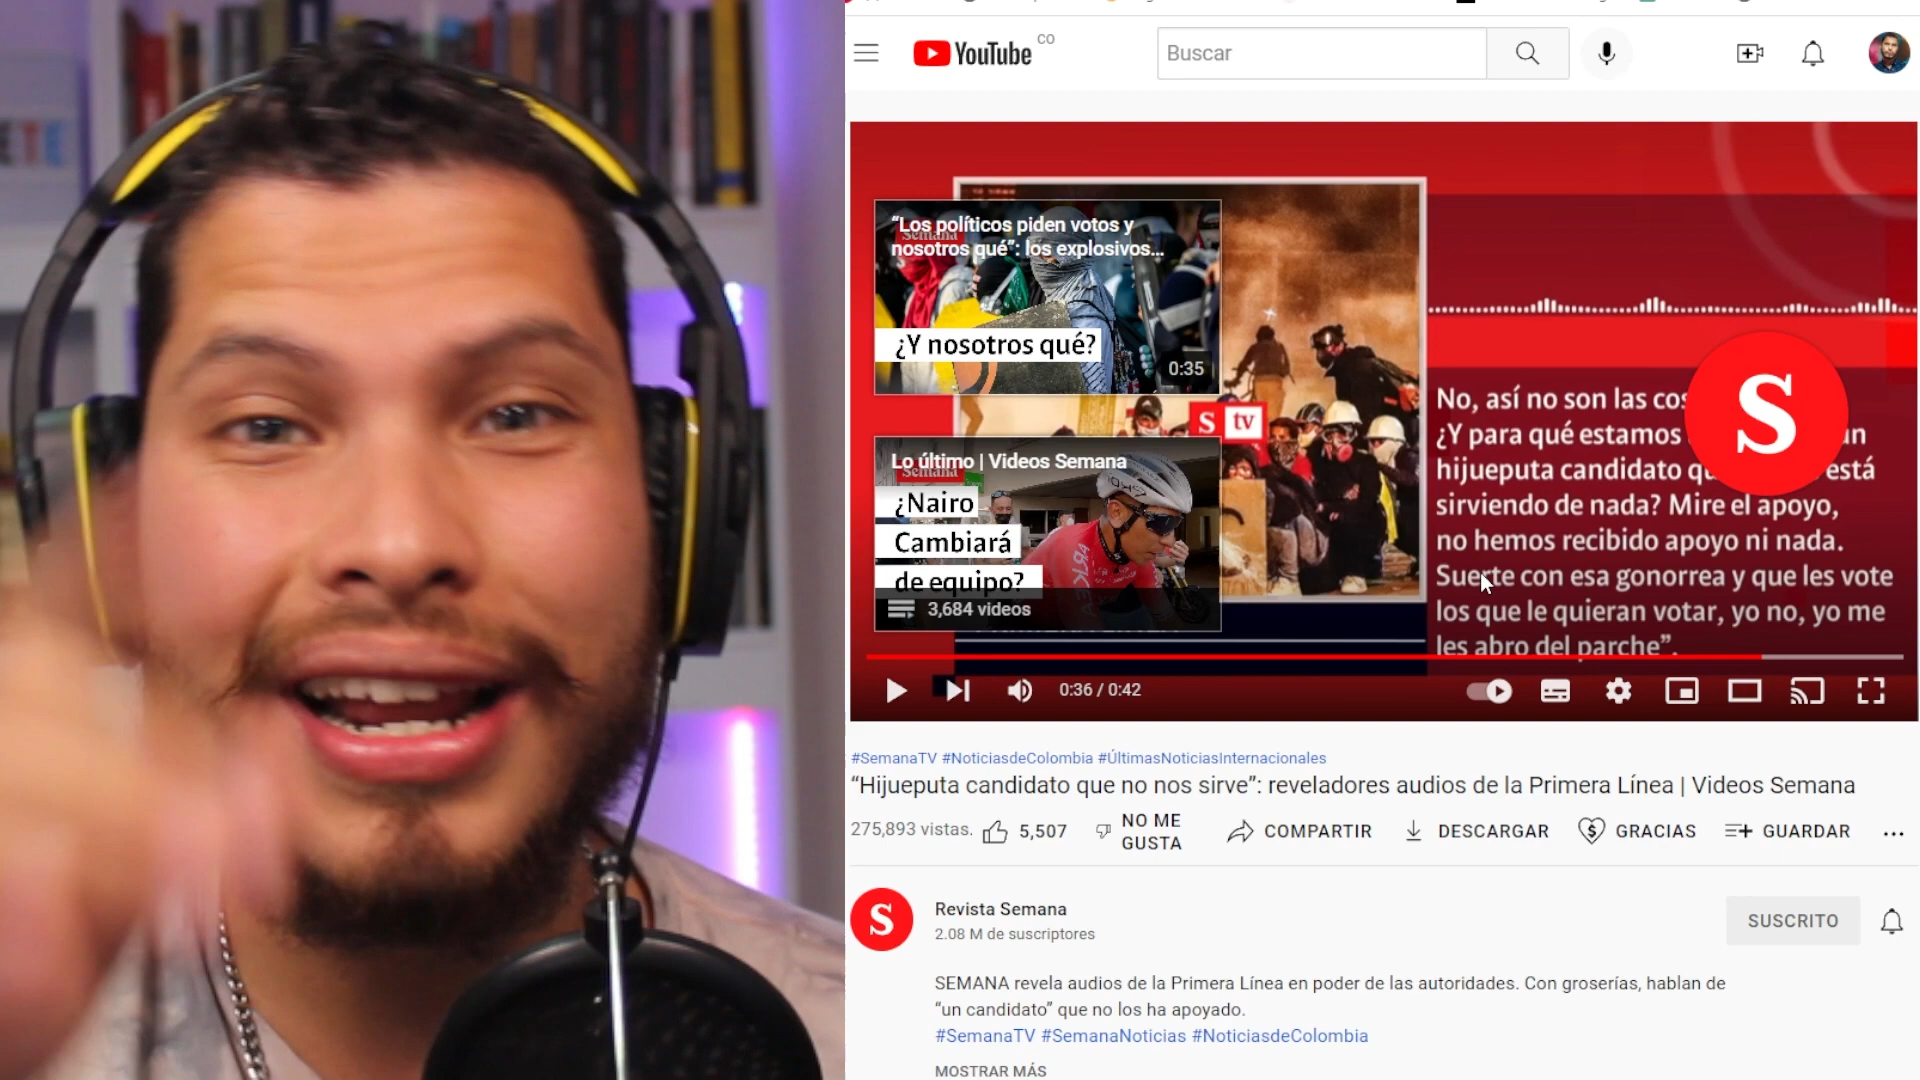 YouTube CO
Buscar
“Los políticos piden votos y
nosotros qué”: los explosivos...
¿Y nosotros qué?
0:35
S tv
Lo último | Videos Semana
¿Nairo
Cambiará
de equipo?
3,684 videos
No, así no son las cos
¿Y para qué estamos
un
hijueputa candidato qu
está
S
sirviendo de nada? Mire el apoyo,
no hemos recibido apoyo ni nada.
Suerte con esa gonorrea y que les vote
los que le quieran votar, yo no, yo me
les abro del parche”.
0:36 / 0:42
#SemanaTV #NoticiasdeColombia #ÚltimasNoticiasInternacionales
“Hijueputa candidato que no nos sirve”: reveladores audios de la Primera Línea | Videos Semana
275,893 vistas.
5,507
NO ME
GUSTA
COMPARTIR
DESCARGAR
GRACIAS
GUARDAR
S
Revista Semana
2.08 M de suscriptores
SUSCRITO
SEMANA revela audios de la Primera Línea en poder de las autoridades. Con groserías, hablan de
“un candidato” que no los ha apoyado.
#SemanaTV #SemanaNoticias #NoticiasdeColombia
MOSTRAR MÁS